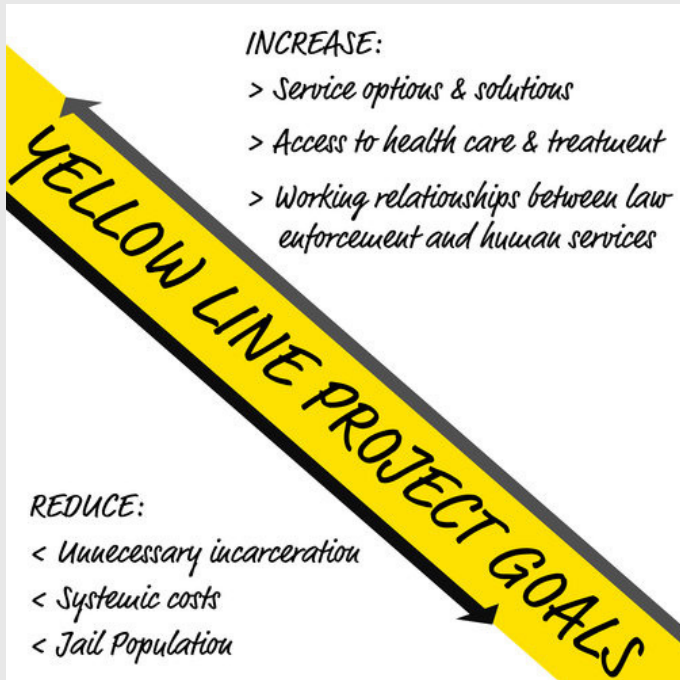 INCREASE:
> Service options & solutions
> Access to health care & treatment
> Working relationships between law
enforcement and human services
YELLOW LINE PROJECT GOALS
REDUCE:
< Unnecessary incarceration
< Systemic costs
< Jail Population